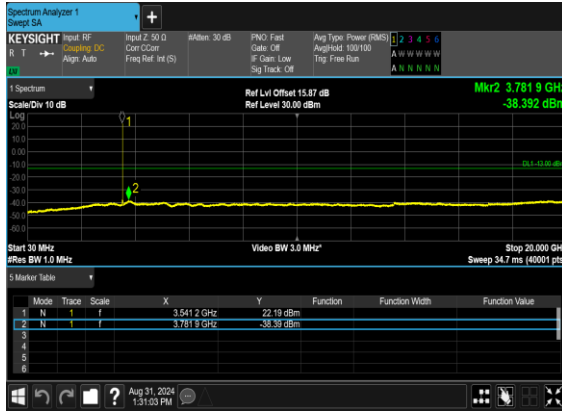 Spectrum Analyzer 1
Swept SA
+
KEYSIGHT
R T
LU
Input: RF
Coupling: DC
Align: Auto
Input Z: 50 Ω
Corr CCorr
Freq Ref: Int (S)
#Atten: 30 dB
PNO: Fast
Gate: Off
IF Gain: Low
Sig Track: Off
Avg Type: Power (RMS)
Avg|Hold: 100/100
Trig: Free Run
1 2 3 4 5 6
A W W W W W
A N N N N N
1 Spectrum
Scale/Div 10 dB
Ref Lvl Offset 15.87 dB
Ref Level 30.00 dBm
Mkr2 3.781 9 GHz
-38.392 dBm
Log
20.0
10.0
0.00
-10.0
-20.0
-30.0
-40.0
-50.0
-60.0
1
2
DL1 -13.00 dBm
Start 30 MHz
#Res BW 1.0 MHz
Video BW 3.0 MHz*
Stop 20.000 GHz
Sweep 34.7 ms (40001 pts)
5 Marker Table
Mode Trace Scale X Y Function Function Width Function Value
1 N 1 f 3.541 2 GHz 22.19 dBm
2 N 1 f 3.781 9 GHz -38.39 dBm
3
4
5
6
?
Aug 31, 2024
1:31:03 PM